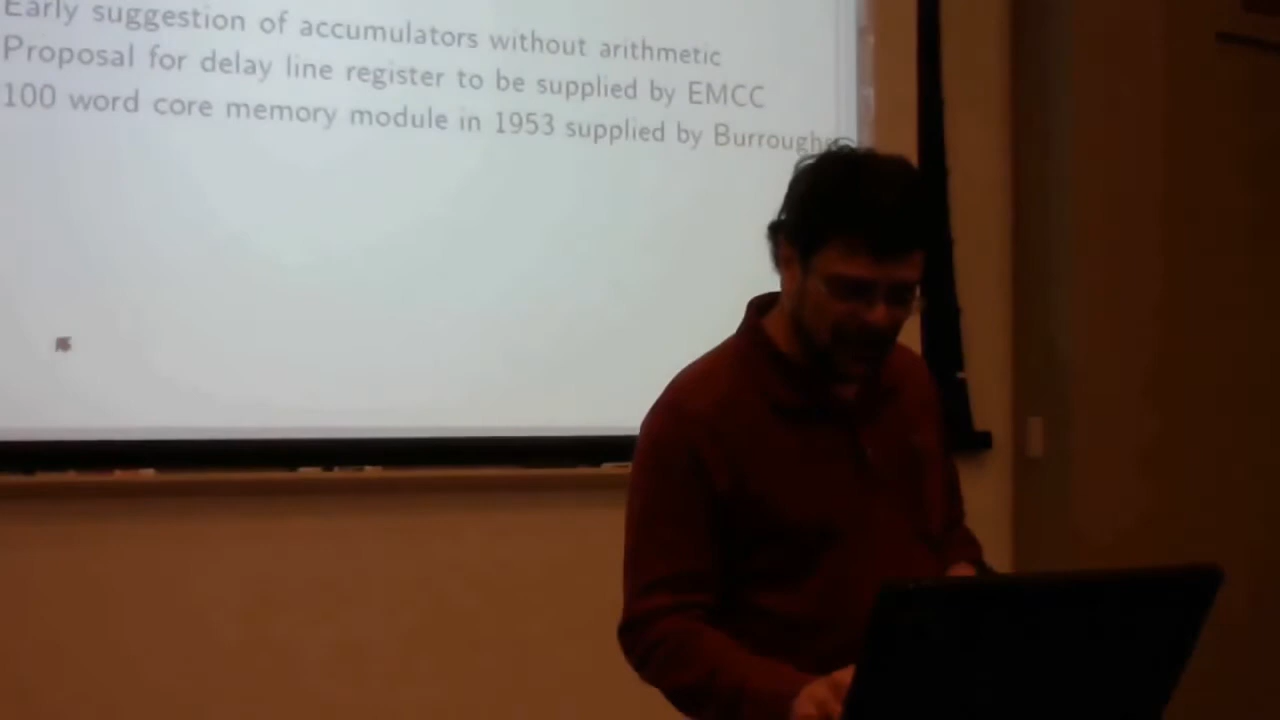 Early suggestion of accumulators without arithmetic
Proposal for delay line register to be supplied by EMCC
100 word core memory module in 1953 supplied by Burroughs